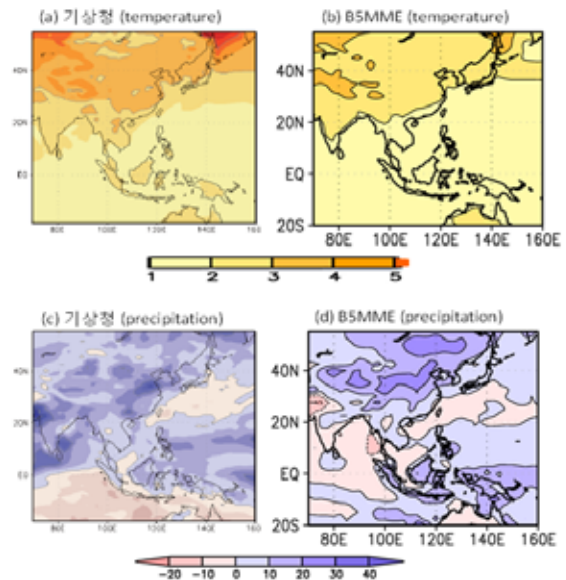 (a) 기상청 (temperature)
(b) B5MME (temperature)
40N
20N
EQ
80E 100E 120E 140E 160
40N
20N
EQ
20S
80E 100E 120E 140E 160E
1 2 3 4 5
(c) 기상청 (precipitation)
(d) B5MME (precipitation)
40N
20N
EQ
80E 100E 120E 140E 160
40N
20N
EQ
20S
80E 100E 120E 140E 160E
-20 -10 0 10 20 30 40